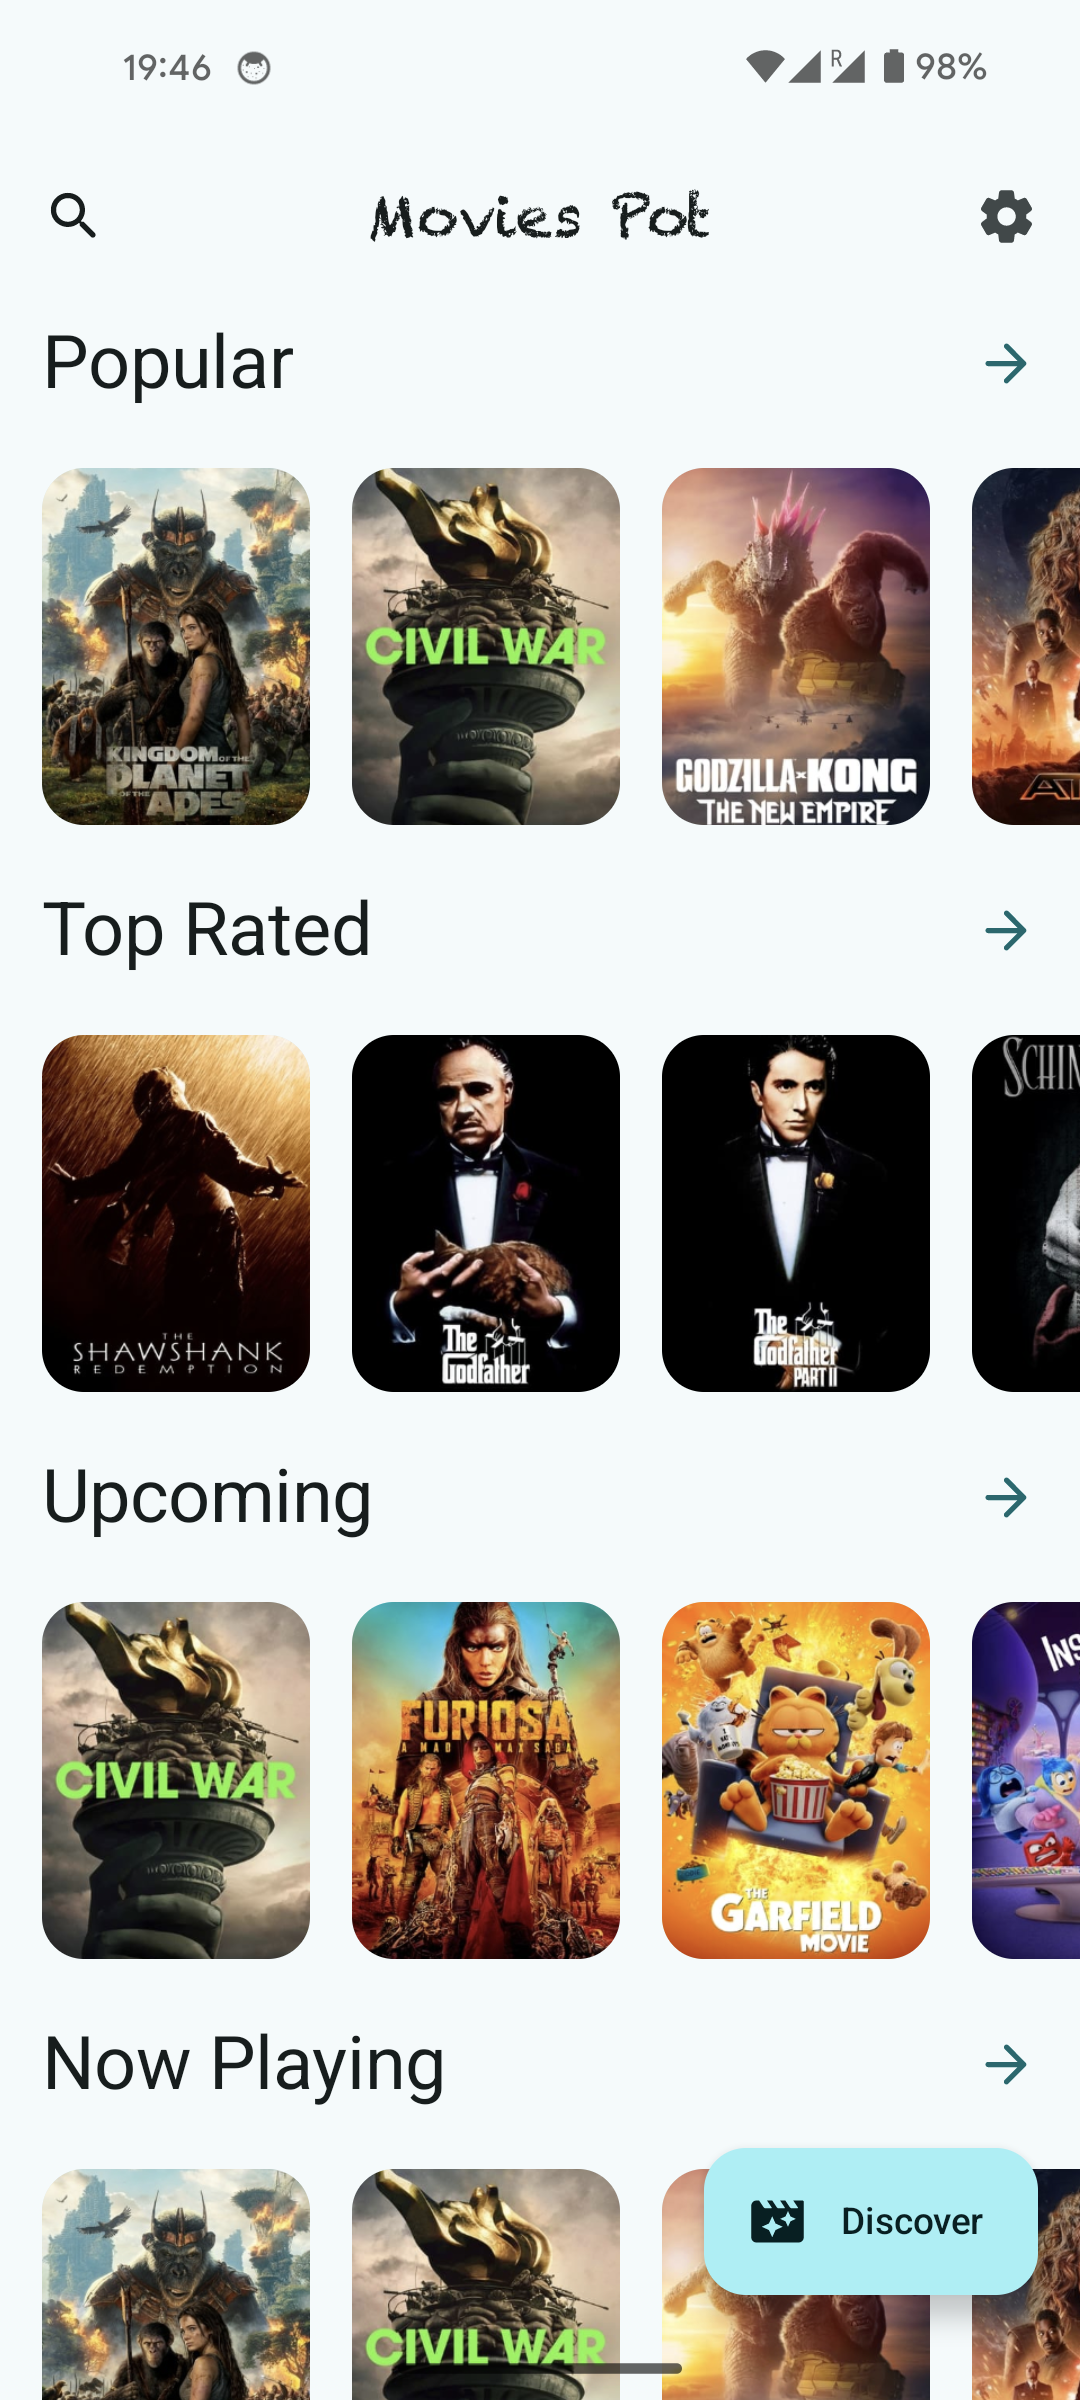 19:46
R
98%
Movies Pot
Popular
KINGDOM OF THE
PLANET
OF THE
APES
CIVIL WAR
GODZILLA x KONG
THE NEW EMPIRE
Top Rated
THE
SHAWSHANK
REDEMPTION
The
Godfather
The
Godfather
PART II
SCHIN
Upcoming
CIVIL WAR
FURIOSA
A MAD MAX SAGA
THE
GARFIELD
MOVIE
INS
Now Playing
CIVIL WAR
Discover